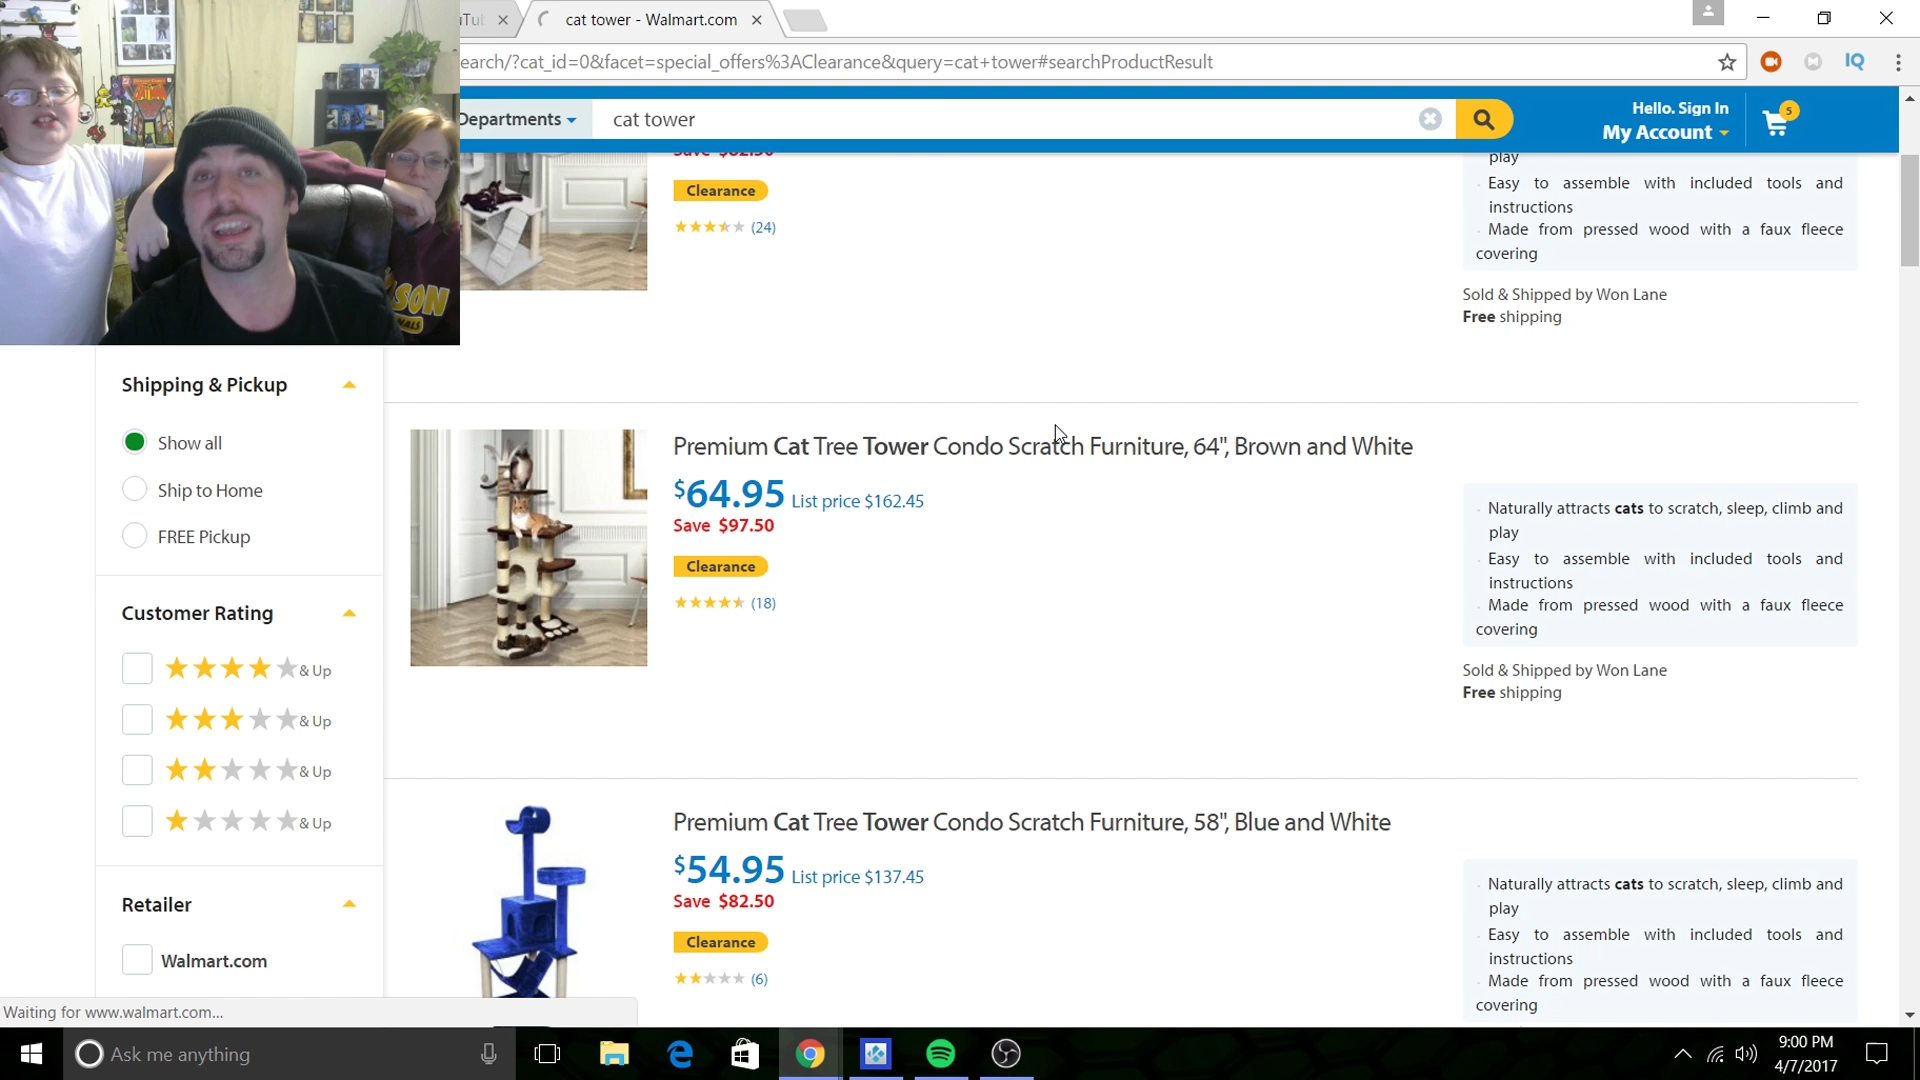 cat tower - Walmart.com
earch/?cat_id=0&facet=special_offers%3AClearance&query=cat+tower#searchProductResult
IQ
Departments
cat tower
Hello. Sign In
My Account
5
Save $82.50
Clearance
(24)
play
Easy to assemble with included tools and
instructions
Made from pressed wood with a faux fleece
covering
Sold & Shipped by Won Lane
Free shipping
Shipping & Pickup
Show all
Ship to Home
FREE Pickup
Customer Rating
& Up
& Up
& Up
& Up
Retailer
Walmart.com
Premium Cat Tree Tower Condo Scratch Furniture, 64", Brown and White
$64.95 List price $162.45
Save $97.50
Clearance
(18)
Naturally attracts cats to scratch, sleep, climb and
play
Easy to assemble with included tools and
instructions
Made from pressed wood with a faux fleece
covering
Sold & Shipped by Won Lane
Free shipping
Premium Cat Tree Tower Condo Scratch Furniture, 58", Blue and White
$54.95 List price $137.45
Save $82.50
Clearance
(6)
Naturally attracts cats to scratch, sleep, climb and
play
Easy to assemble with included tools and
instructions
Made from pressed wood with a faux fleece
covering
Waiting for www.walmart.com...
Ask me anything
9:00 PM
4/7/2017